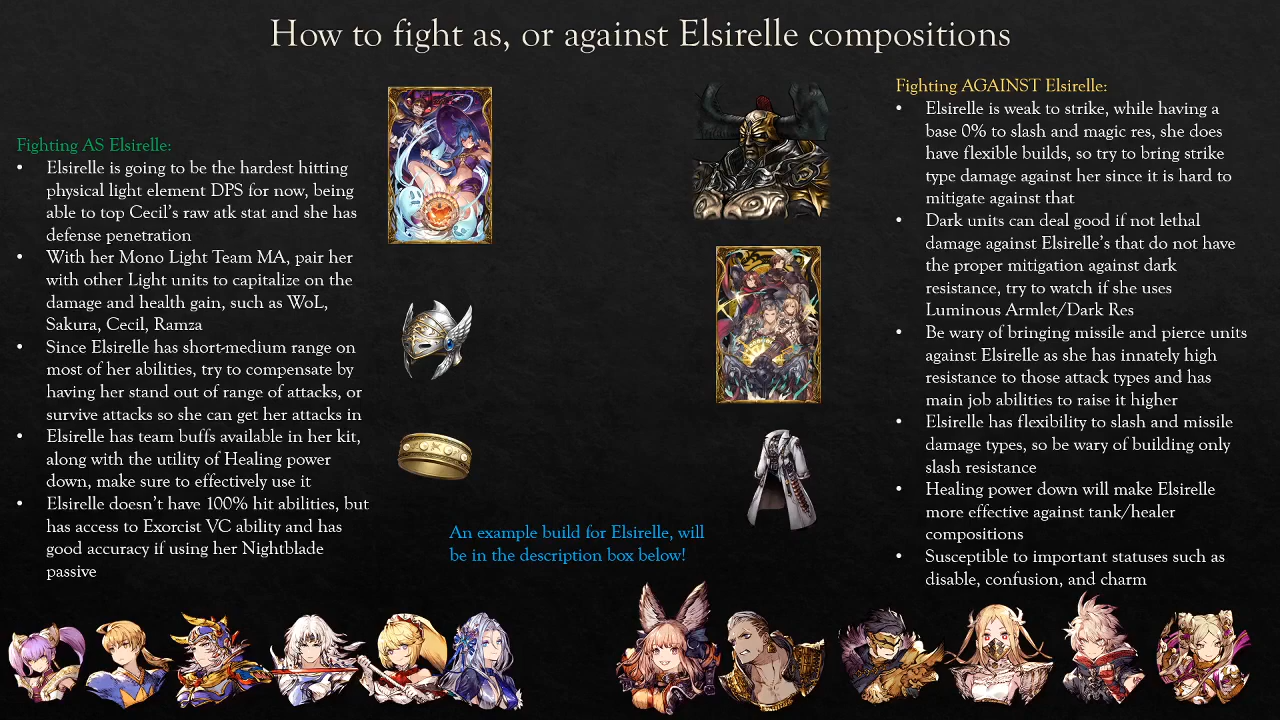 How to fight as, or against Elsirelle compositions
Fighting AS Elsirelle:
• Elsirelle is going to be the hardest hitting
physical light element DPS for now, being
able to top Cecil's raw atk stat and she has
defense penetration
• With her Mono Light Team MA, pair her
with other Light units to capitalize on the
damage and health gain, such as WoL,
Sakura, Cecil, Ramza
• Since Elsirelle has short-medium range on
most of her abilities, try to compensate by
having her stand out of range of attacks, or
survive attacks so she can get her attacks in
• Elsirelle has team buffs available in her kit,
along with the utility of Healing power
down, make sure to effectively use it
• Elsirelle doesn't have 100% hit abilities, but
has access to Exorcist VC ability and has
good accuracy if using her Nightblade
passive
An example build for Elsirelle, will
be in the description box below!
Fighting AGAINST Elsirelle:
• Elsirelle is weak to strike, while having a
base 0% to slash and magic res, she does
have flexible builds, so try to bring strike
type damage against her since it is hard to
mitigate against that
• Dark units can deal good if not lethal
damage against Elsirelle's that do not have
the proper mitigation against dark
resistance, try to watch if she uses
Luminous Armlet/Dark Res
• Be wary of bringing missile and pierce units
against Elsirelle as she has innately high
resistance to those attack types and has
main job abilities to raise it higher
• Elsirelle has flexibility to slash and missile
damage types, so be wary of building only
slash resistance
• Healing power down will make Elsirelle
more effective against tank/healer
compositions
• Susceptible to important statuses such as
disable, confusion, and charm